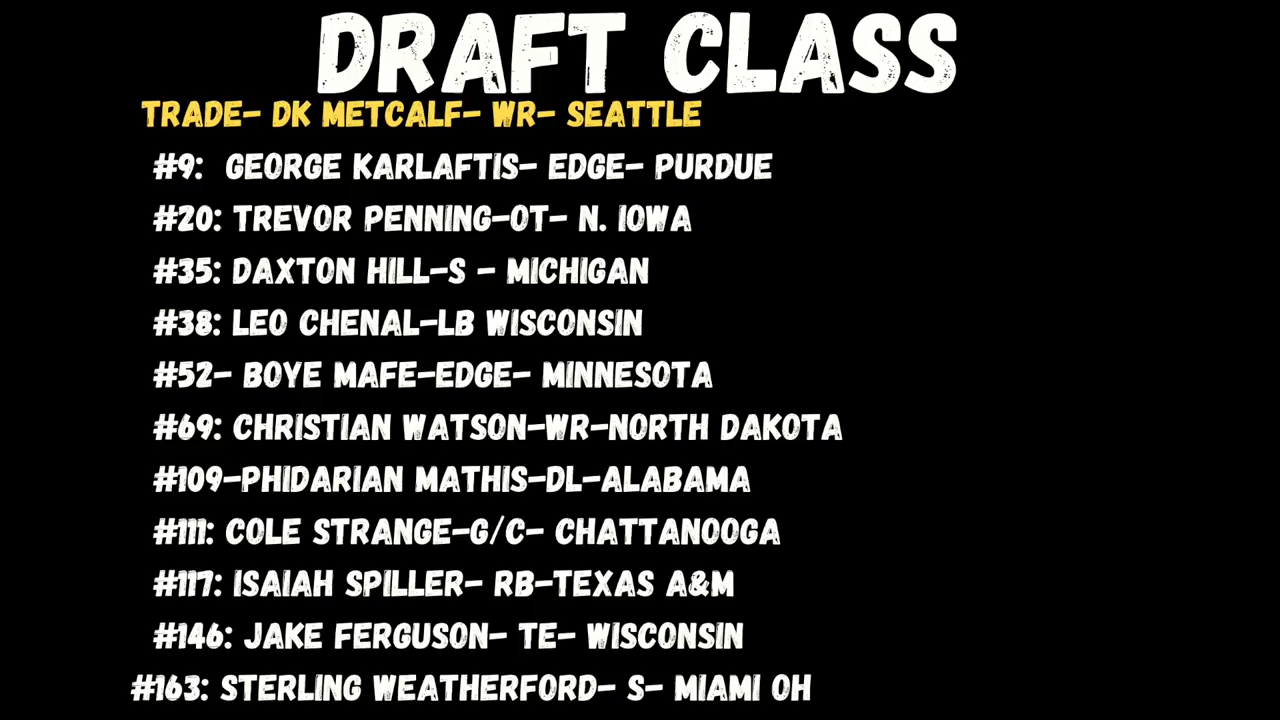 DRAFT CLASS
TRADE- DK METCALF- WR- SEATTLE
#9: GEORGE KARLAFTIS- EDGE- PURDUE
#20: TREVOR PENNING-OT- N. IOWA
#35: DAXTON HILL-S - MICHIGAN
#38: LEO CHENAL-LB WISCONSIN
#52- BOYE MAFE-EDGE- MINNESOTA
#69: CHRISTIAN WATSON-WR-NORTH DAKOTA
#109-PHIDARIAN MATHIS-DL-ALABAMA
#111: COLE STRANGE-G/C- CHATTANOOGA
#117: ISAIAH SPILLER- RB-TEXAS A&M
#146: JAKE FERGUSON- TE- WISCONSIN
#163: STERLING WEATHERFORD- S- MIAMI OH